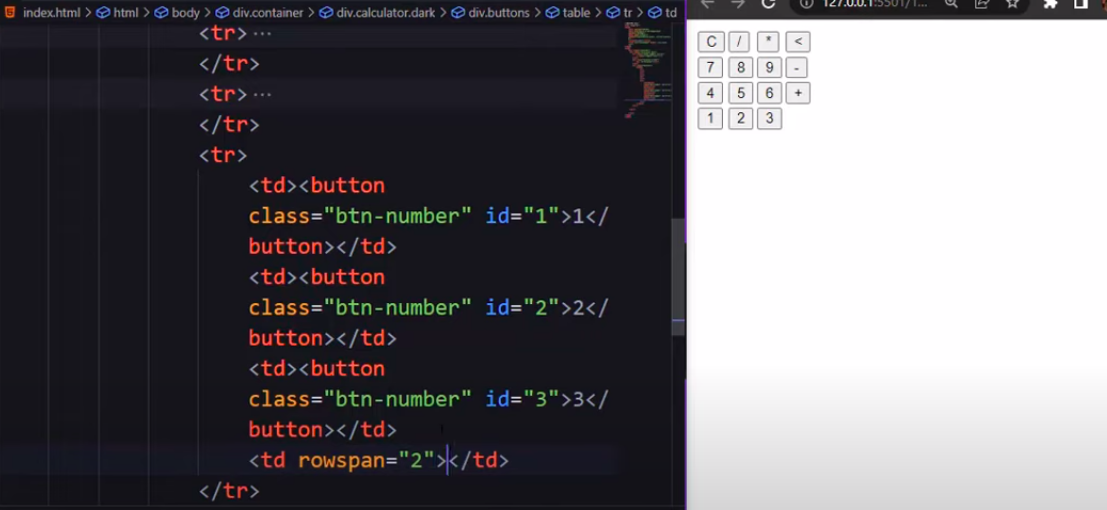 index.html > html > body > div.container > div.calculator.dark > div.buttons > table > tr > td
<tr> ...
</tr>
<tr> ...
</tr>
<tr>
<td><button
class="btn-number" id="1">1</
button></td>
<td><button
class="btn-number" id="2">2</
button></td>
<td><button
class="btn-number" id="3">3</
button></td>
<td rowspan="2"></td>
</tr>
127.0.0.1:5501/1...
C / * <
7 8 9 -
4 5 6 +
1 2 3